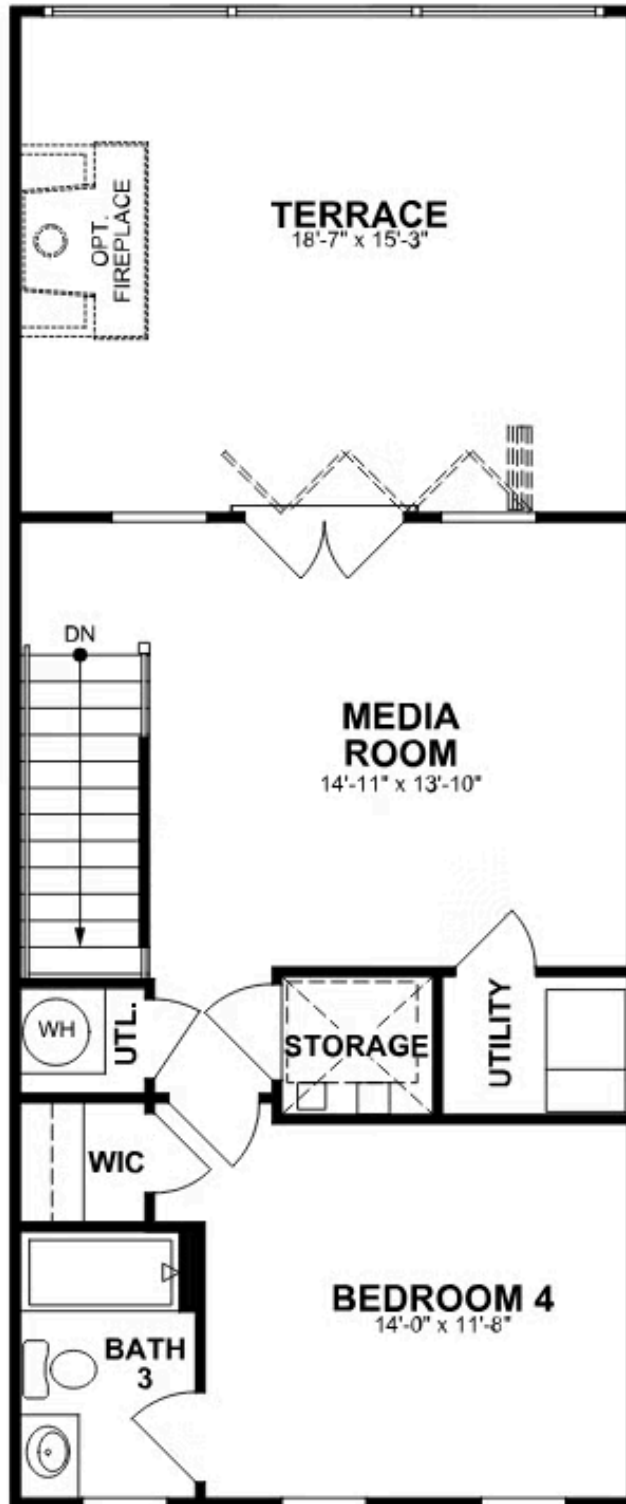 OPT.
FIREPLACE
TERRACE
18'-7" x 15'-3"
DN
MEDIA
ROOM
14'-11" x 13'-10"
WH
UTL.
STORAGE
UTILITY
WIC
BEDROOM 4
14'-0" x 11'-8"
BATH
3